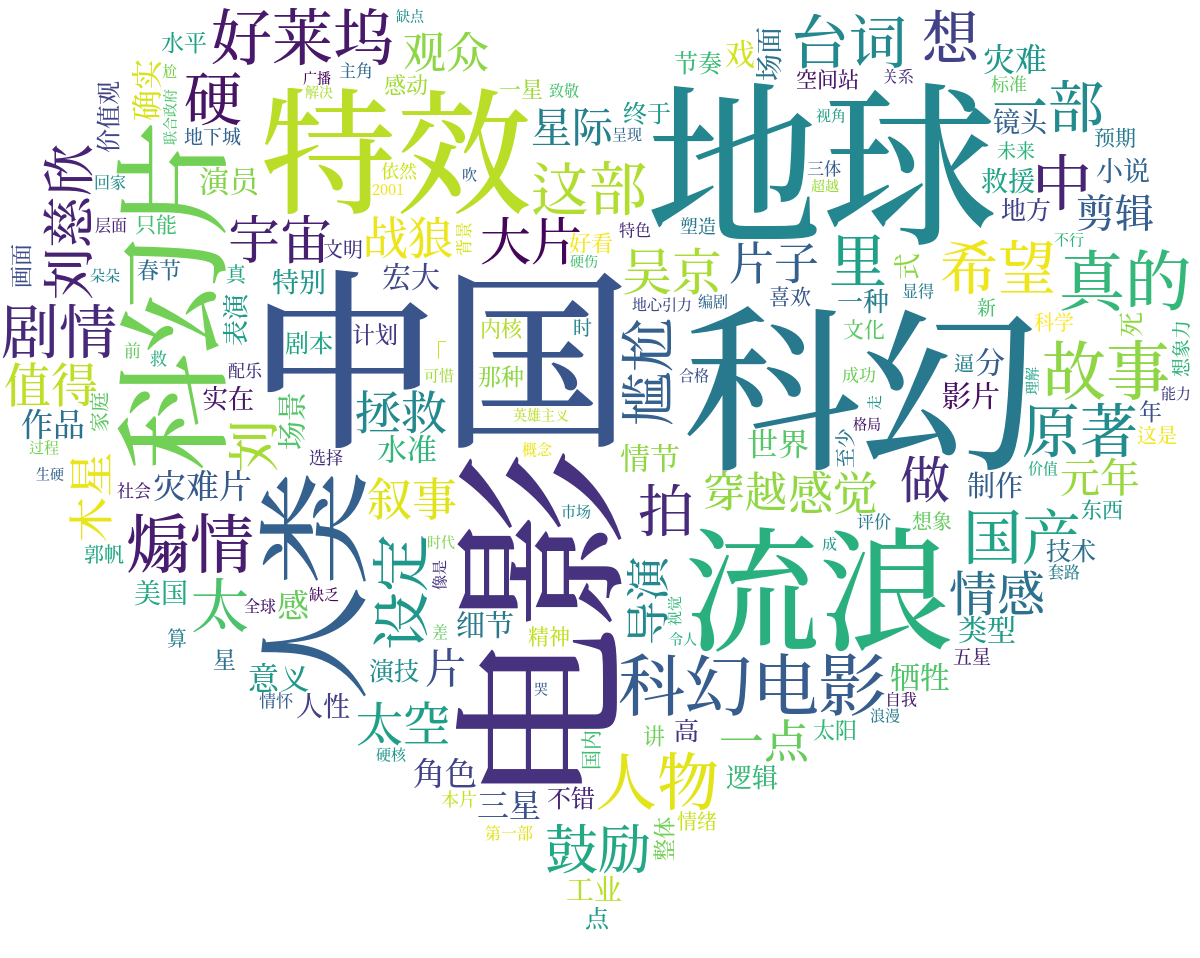 好莱坞
缺点
水平
观众
台词
想
尬
确实
广播
主角
感动
解决
一星
致敬
节奏
戏
场面
空间站
关系
灾难
标准
价值观
联合政府
硬
地下城
特效
星际
终于
呈现
地球
视角
一部
镜头
预期
未来
刘慈欣
回家
科幻片
演员
依然
2001
吹
这部
三体
超越
救援
中
小说
层面
只能
宇宙
文明
战狼
背景
大片
好看
硬伤
特色
塑造
地方
剪辑
画面
朵朵
春节
真
特别
宏大
吴京
片子
里
式
希望
不行
真的
剧情
表演
中国
地心引力
编剧
喜欢
一种
显得
新
科学
死
想象力
前
救
剧本
计划
「
内核
时
尴尬
科幻
文化
逼
分
故事
值得
配乐
可惜
那种
合格
成功
影片
理解
能力
作品
家庭
实在
刘
场景
拯救
英雄主义
走
格局
原著
年
过程
水准
概念
情节
世界
至少
这是
生硬
木星
社会
灾难片
选择
人类
叙事
电影
市场
拍
穿越
感觉
做
制作
价值
元年
东西
煽情
郭帆
设定
时代
像是
评价
想象
国产
技术
美国
太
全球
感
缺乏
流浪
成
套路
情感
算
差
细节
精神
导演
视觉
令人
类型
星
意义
演技
片
哭
科幻电影
牺牲
五星
情怀
人性
自我
浪漫
太空
硬核
国内
讲
高
一点
太阳
角色
人物
逻辑
本片
三星
不错
第一部
鼓励
整体
情绪
工业
点